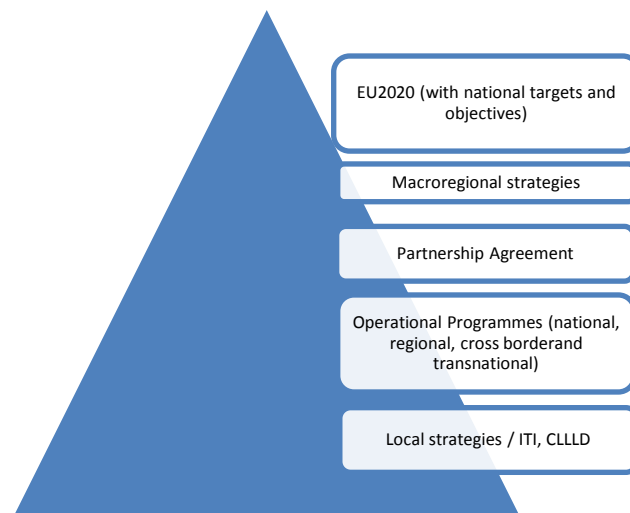 EU2020 (with national targets and
objectives)
Macroregional strategies
Partnership Agreement
Operational Programmes (national,
regional, cross borderand
transnational)
Local strategies / ITI, CLLLD